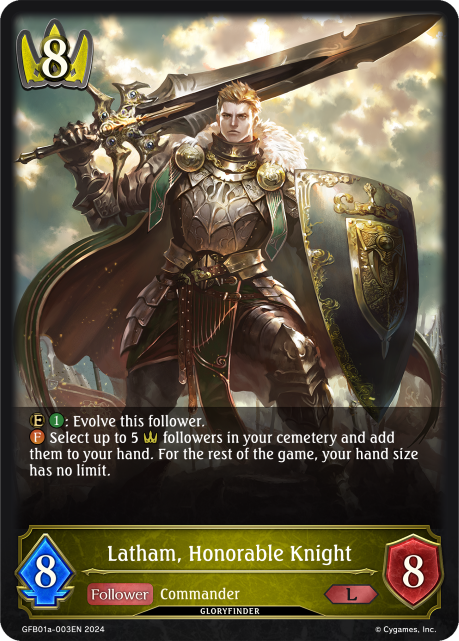 8
E 1: Evolve this follower.
F Select up to 5 followers in your cemetery and add
them to your hand. For the rest of the game, your hand size
has no limit.
Latham, Honorable Knight
8
Follower Commander L
8
GLORYFINDER
GFB01a-003EN 2024 © Cygames, Inc.